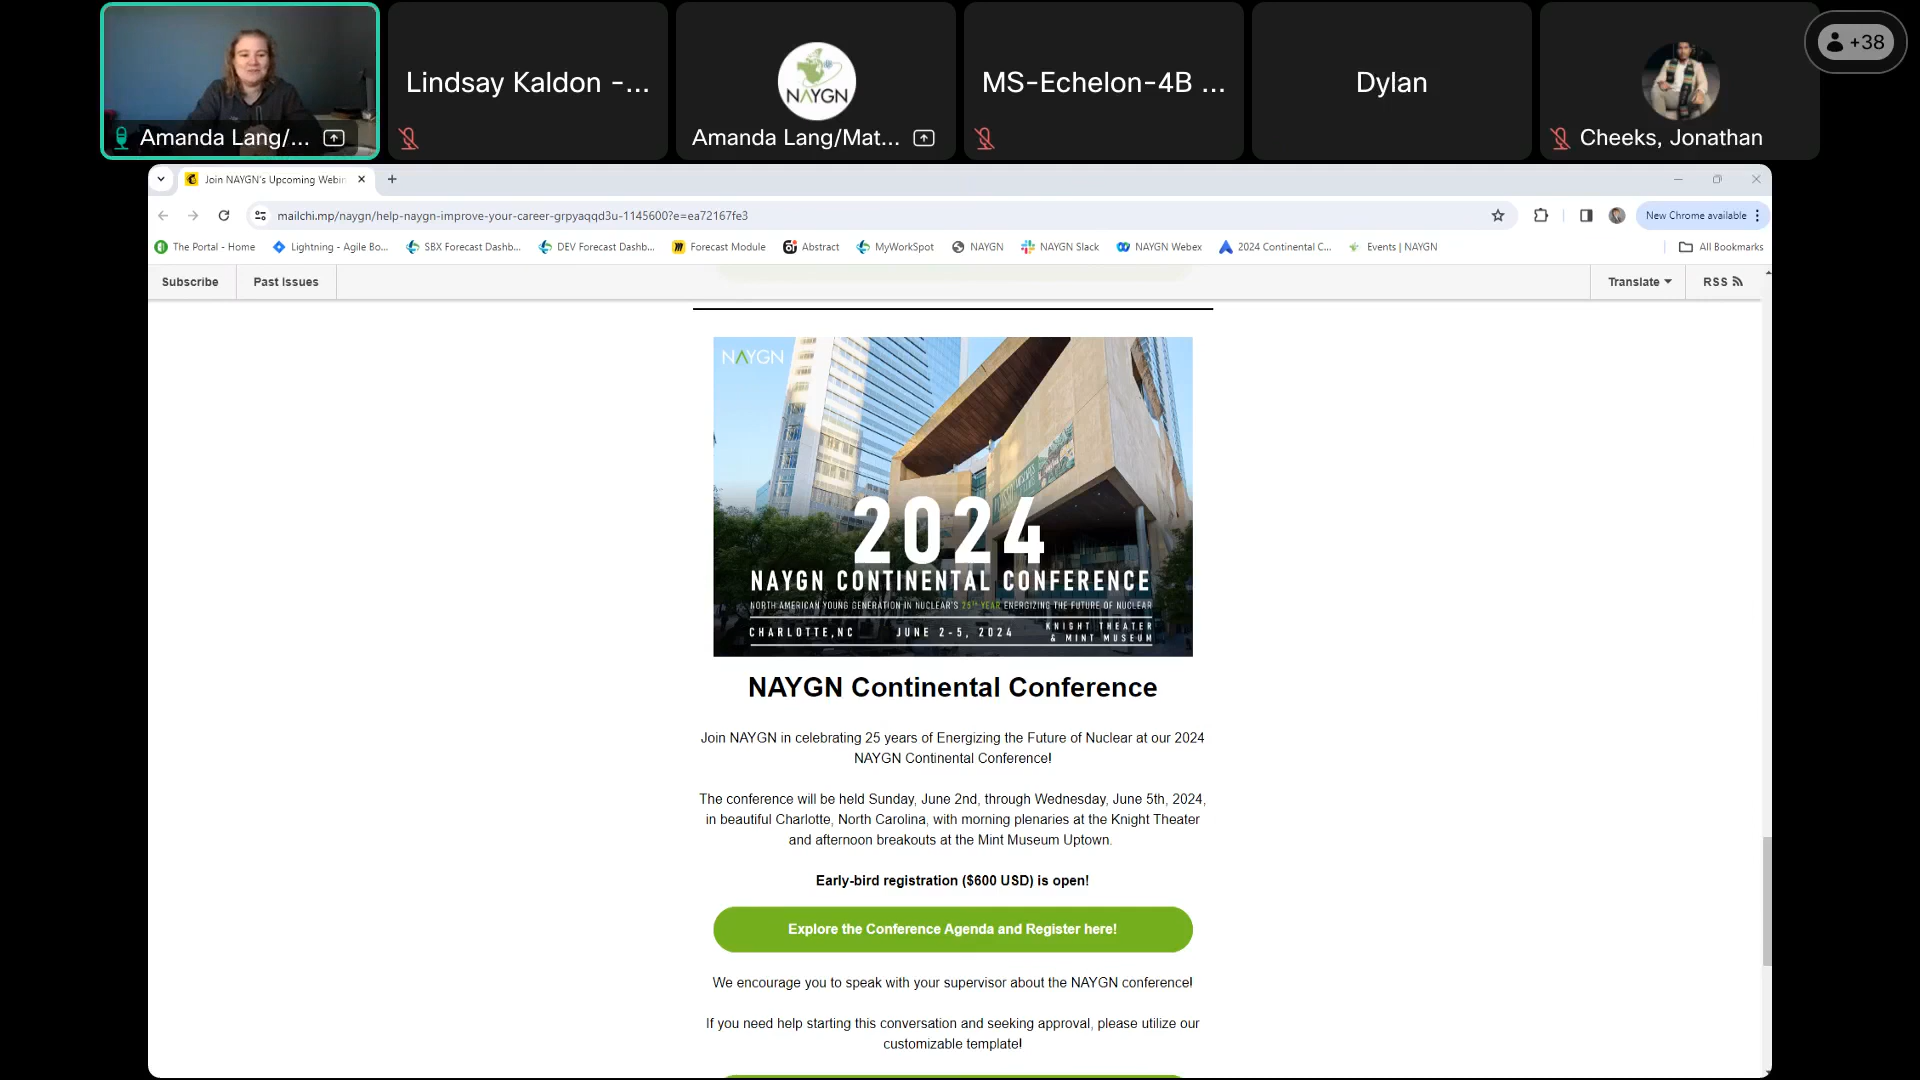 Amanda Lang/...
Lindsay Kaldon -...
NAYGN
Amanda Lang/Mat...
MS-Echelon-4B ...
Dylan
Cheeks, Jonathan
+38
Join NAYGN's Upcoming Webin
mailchi.mp/naygn/help-naygn-improve-your-career-grpyaqqd3u-1145600?e=ea72167fe3
New Chrome available
The Portal - Home
Lightning - Agile Bo...
SBX Forecast Dashb...
DEV Forecast Dashb...
Forecast Module
Abstract
MyWorkSpot
NAYGN
NAYGN Slack
NAYGN Webex
2024 Continental C...
Events | NAYGN
All Bookmarks
Subscribe
Past Issues
Translate
RSS
NAYGN
2024
NAYGN CONTINENTAL CONFERENCE
NORTH AMERICAN YOUNG GENERATION IN NUCLEAR'S 25TH YEAR ENERGIZING THE FUTURE OF NUCLEAR
CHARLOTTE, NC
JUNE 2-5, 2024
KNIGHT THEATER
& MINT MUSEUM
NAYGN Continental Conference
Join NAYGN in celebrating 25 years of Energizing the Future of Nuclear at our 2024
NAYGN Continental Conference!
The conference will be held Sunday, June 2nd, through Wednesday, June 5th, 2024,
in beautiful Charlotte, North Carolina, with morning plenaries at the Knight Theater
and afternoon breakouts at the Mint Museum Uptown.
Early-bird registration ($600 USD) is open!
Explore the Conference Agenda and Register here!
We encourage you to speak with your supervisor about the NAYGN conference!
If you need help starting this conversation and seeking approval, please utilize our
customizable template!